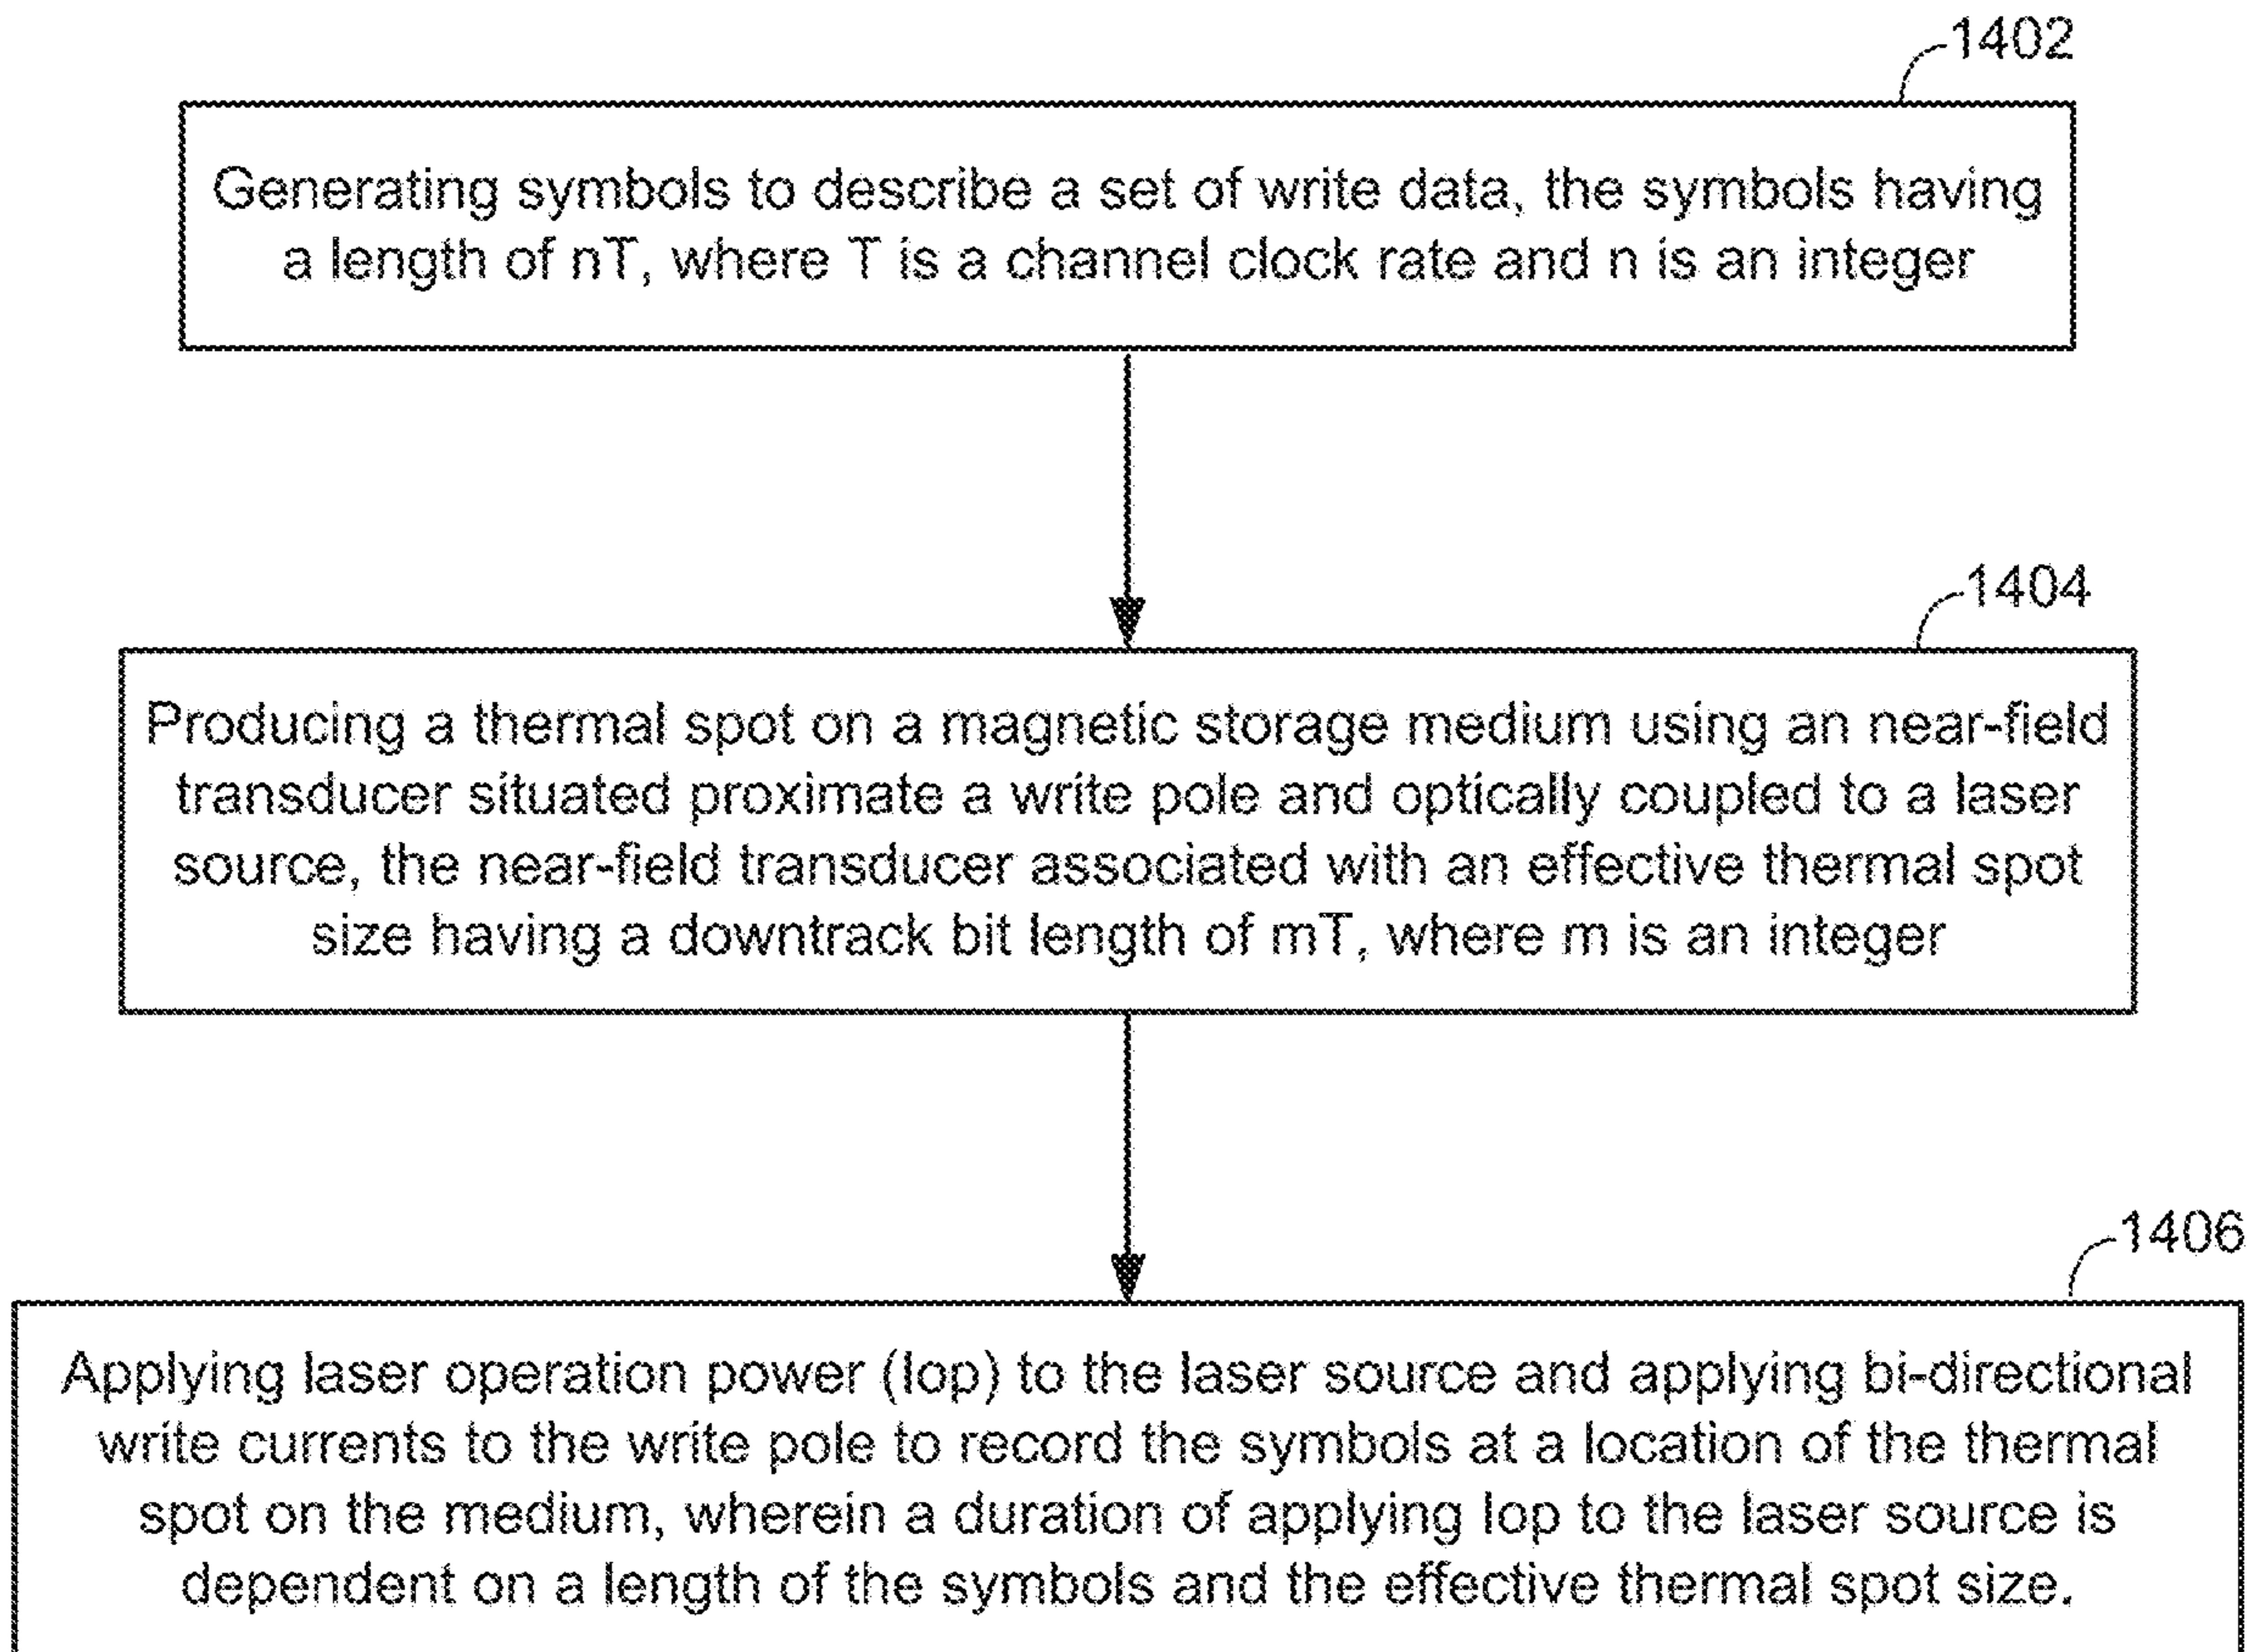 1402
Generating symbols to describe a set of write data, the symbols having
a length of nT, where T is a channel clock rate and n is an integer
1404
Producing a thermal spot on a magnetic storage medium using an near-field
transducer situated proximate a write pole and optically coupled to a laser
source, the near-field transducer associated with an effective thermal spot
size having a downtrack bit length of mT, where m is an integer
1406
Applying laser operation power (Iop) to the laser source and applying bi-directional
write currents to the write pole to record the symbols at a location of the thermal
spot on the medium, wherein a duration of applying Iop to the laser source is
dependent on a length of the symbols and the effective thermal spot size.